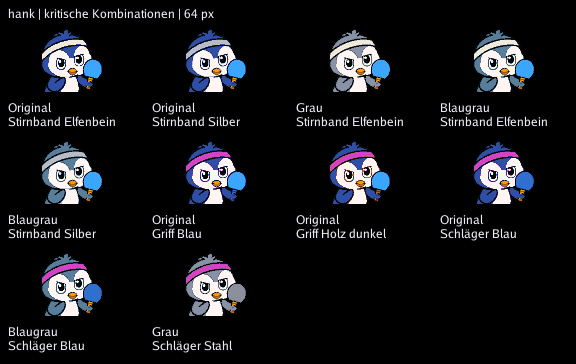 hank | kritische Kombinationen | 64 px
Original
Stirnband Elfenbein
Original
Stirnband Silber
Grau
Stirnband Elfenbein
Blaugrau
Stirnband Elfenbein
Blaugrau
Stirnband Silber
Original
Griff Blau
Original
Griff Holz dunkel
Original
Schläger Blau
Blaugrau
Schläger Blau
Grau
Schläger Stahl